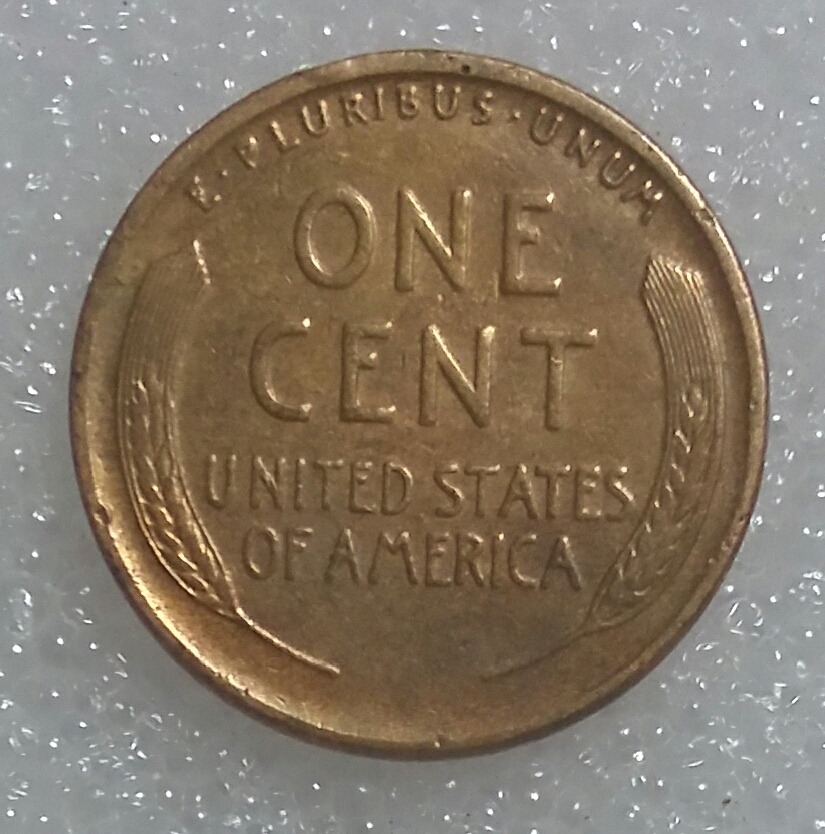 E·PLURIBUS·UNUM
ONE
CENT
UNITED STATES
OF AMERICA